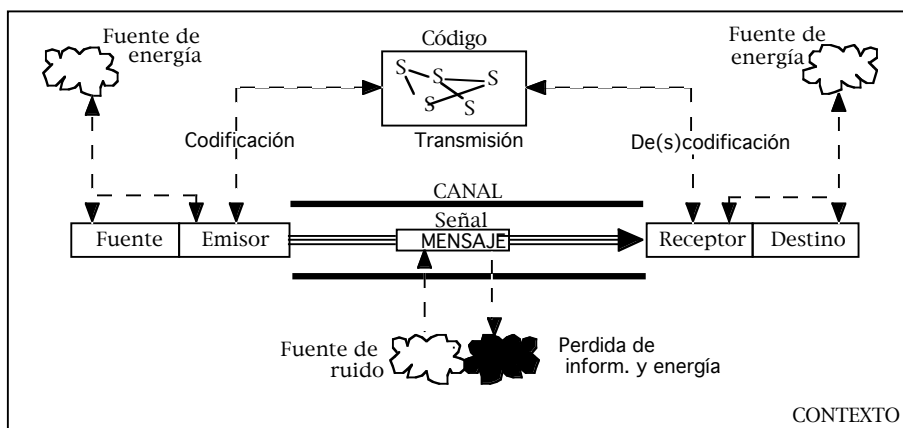 Fuente de
energía
Código
Fuente de
energía
S S S
S S
Codificación
Transmisión
De(s)codificación
CANAL
Señal
Fuente
Emisor
MENSAJE
Receptor
Destino
Fuente de
ruido
Perdida de
inform. y energía
CONTEXTO